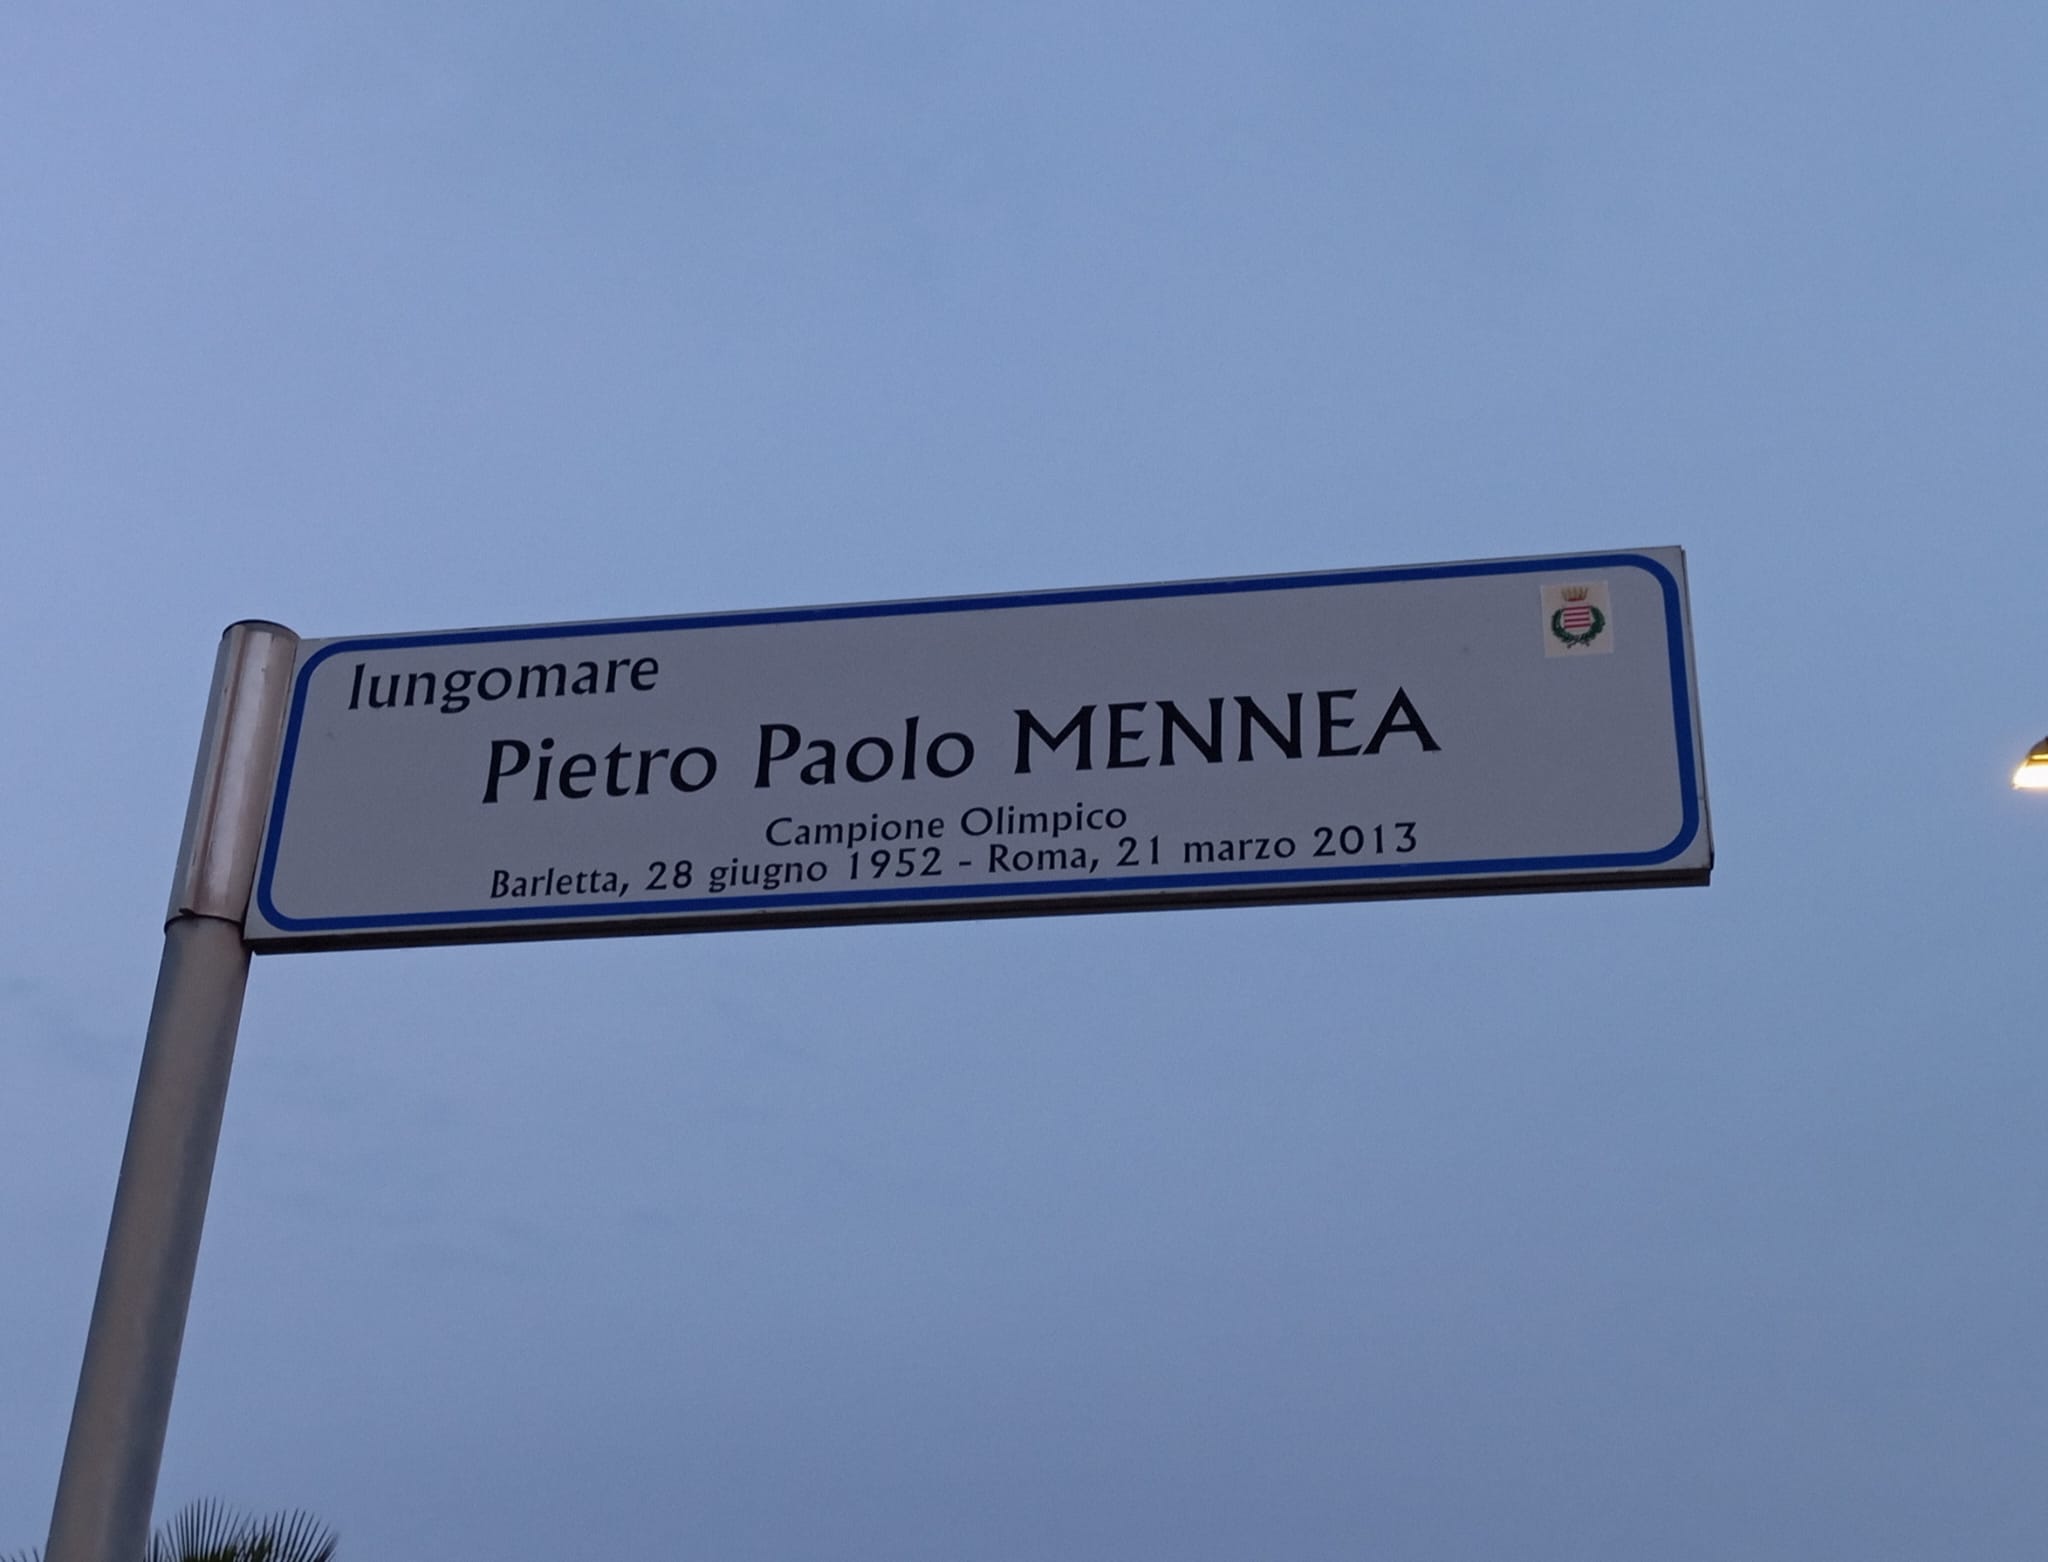 lungomare
Pietro Paolo MENNEA
Campione Olimpico
Barletta, 28 giugno 1952 - Roma, 21 marzo 2013